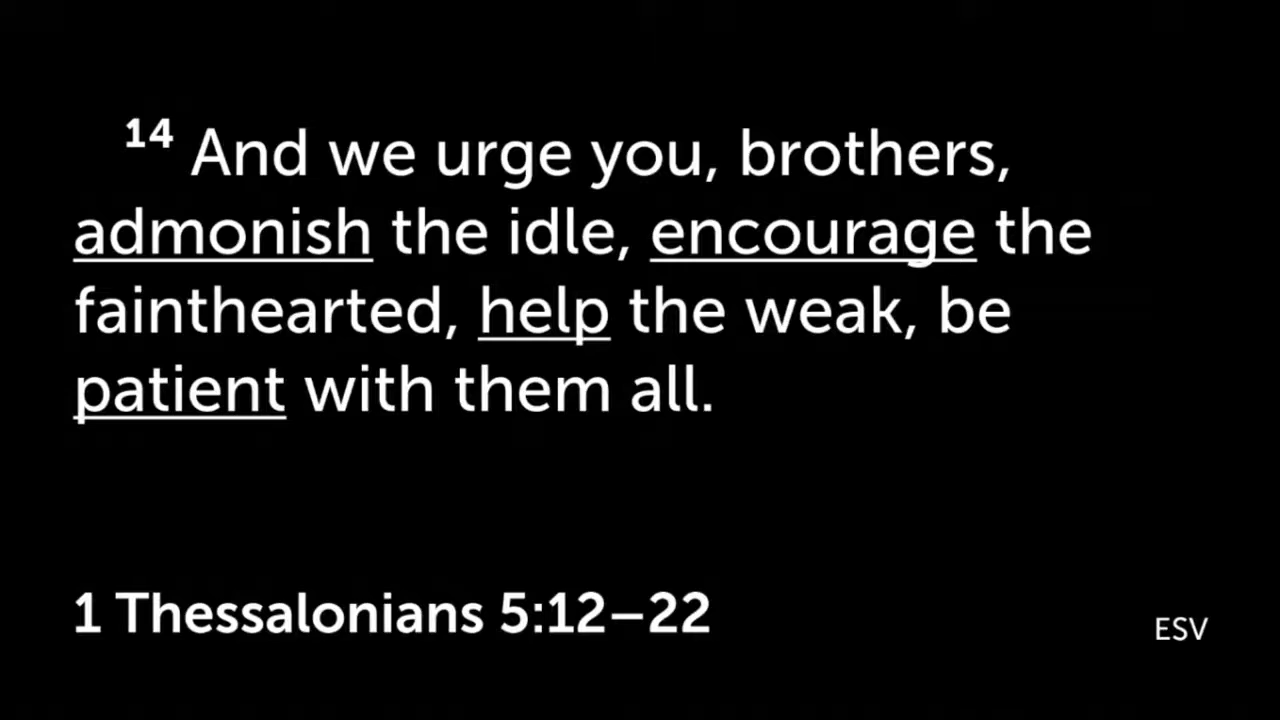 14 And we urge you, brothers,
admonish the idle, encourage the
fainthearted, help the weak, be
patient with them all.
1 Thessalonians 5:12–22
ESV